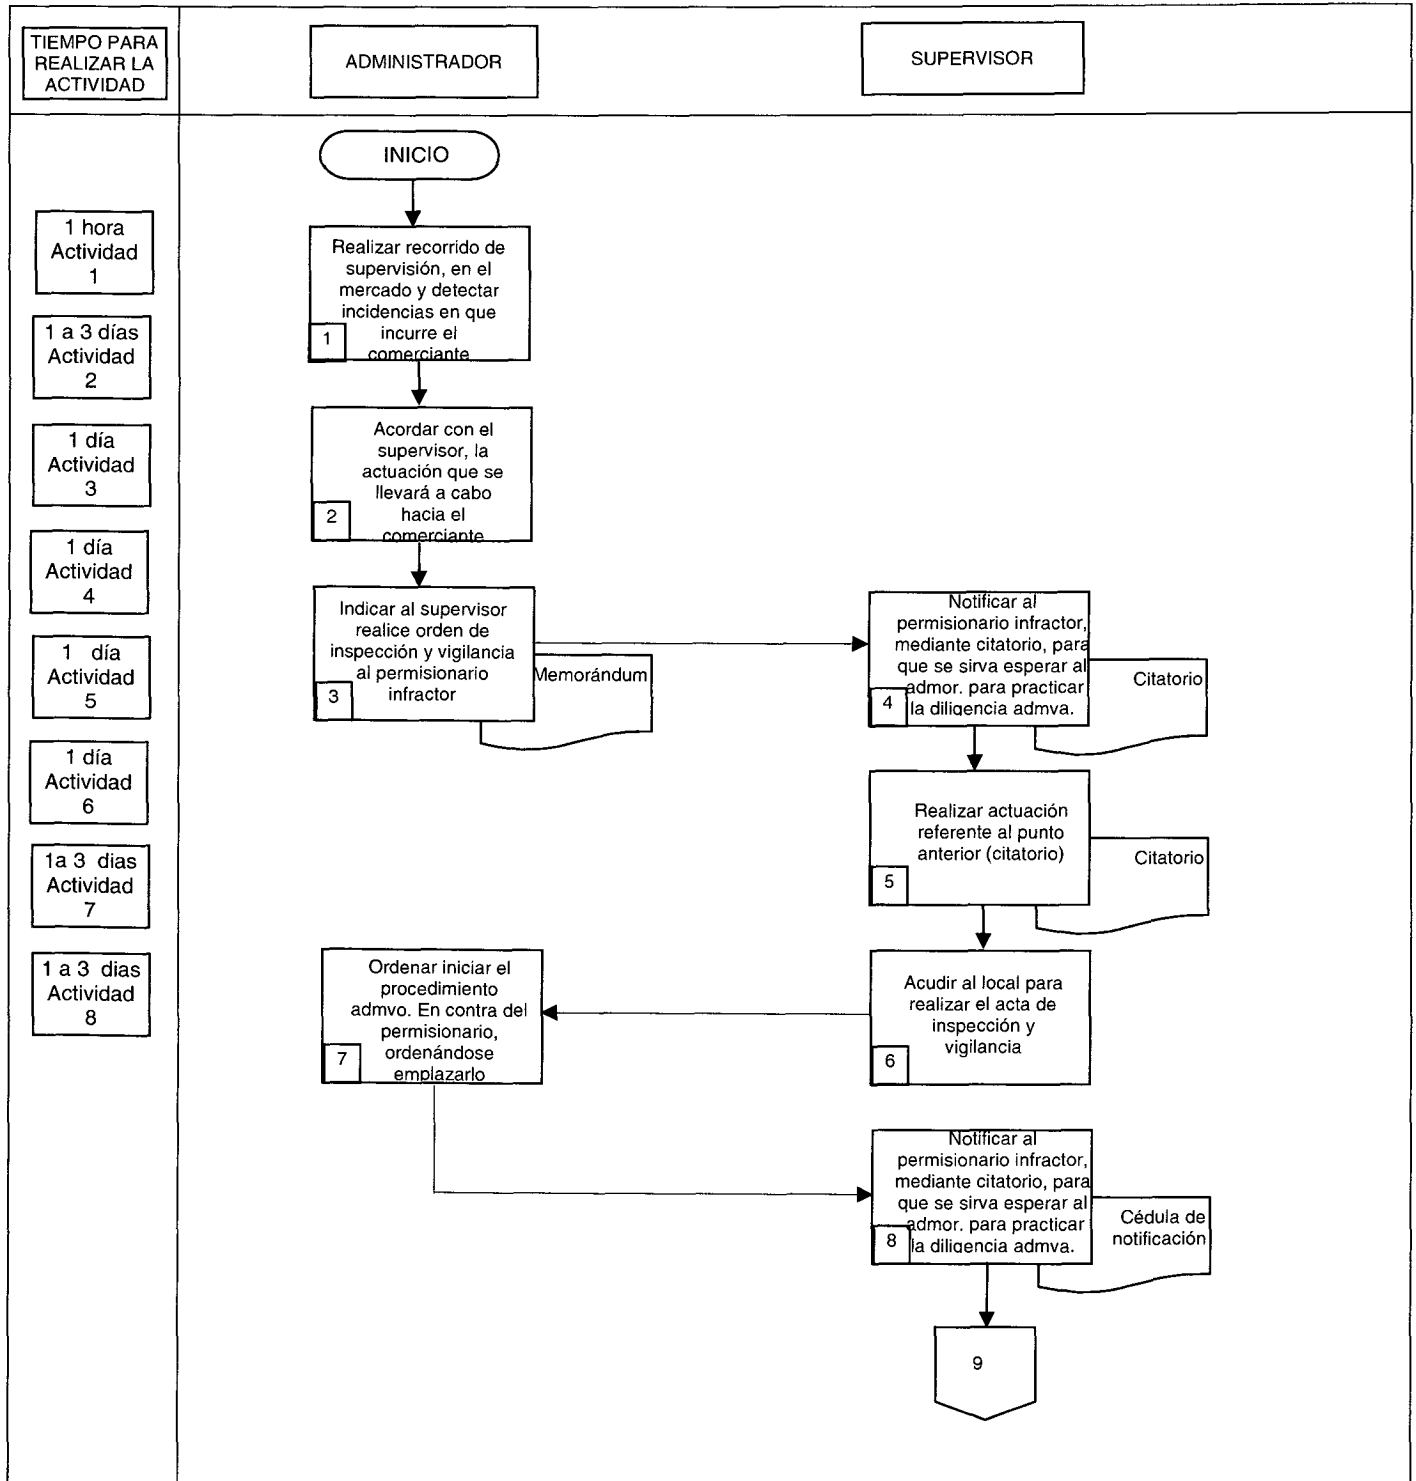 TIEMPO PARA
REALIZAR LA
ACTIVIDAD
ADMINISTRADOR
SUPERVISOR
INICIO
1 hora
Actividad
1
1 a 3 días
Actividad
2
1 día
Actividad
3
1 día
Actividad
4
1 día
Actividad
5
1 día
Actividad
6
1a 3 dias
Actividad
7
1 a 3 dias
Actividad
8
Realizar recorrido de
supervisión, en el
mercado y detectar
incidencias en que
incurre el
comerciante
1
Acordar con el
supervisor, la
actuación que se
llevará a cabo
hacia el
comerciante
2
Indicar al supervisor
realice orden de
inspección y vigilancia
al permisionario
infractor
3
Memorándum
Notificar al
permisionario infractor,
mediante citatorio, para
que se sirva esperar al
admor. para practicar
la diligencia admva.
4
Citatorio
Realizar actuación
referente al punto
anterior (citatorio)
5
Citatorio
Acudir al local para
realizar el acta de
inspección y
vigilancia
6
Ordenar iniciar el
procedimiento
admvo. En contra del
permisionario,
ordenándose
emplazarlo
7
Notificar al
permisionario infractor,
mediante citatorio, para
que se sirva esperar al
admor. para practicar
la diligencia admva.
8
Cédula de
notificación
9